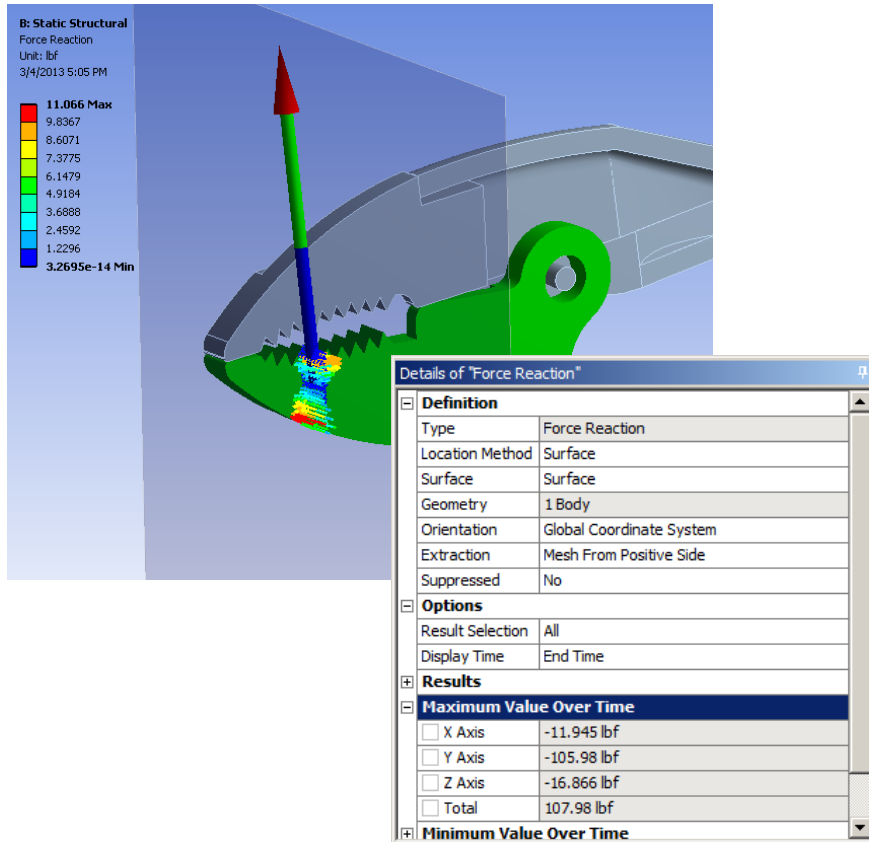 B: Static Structural
Force Reaction
Unit: lbf
3/4/2013 5:05 PM
11.066 Max
9.8367
8.6071
7.3775
6.1479
4.9184
3.6888
2.4592
1.2296
3.2695e-14 Min
Details of "Force Reaction"
Definition
Type Force Reaction
Location Method Surface
Surface Surface
Geometry 1 Body
Orientation Global Coordinate System
Extraction Mesh From Positive Side
Suppressed No
Options
Result Selection All
Display Time End Time
Results
Maximum Value Over Time
X Axis -11.945 lbf
Y Axis -105.98 lbf
Z Axis -16.866 lbf
Total 107.98 lbf
Minimum Value Over Time